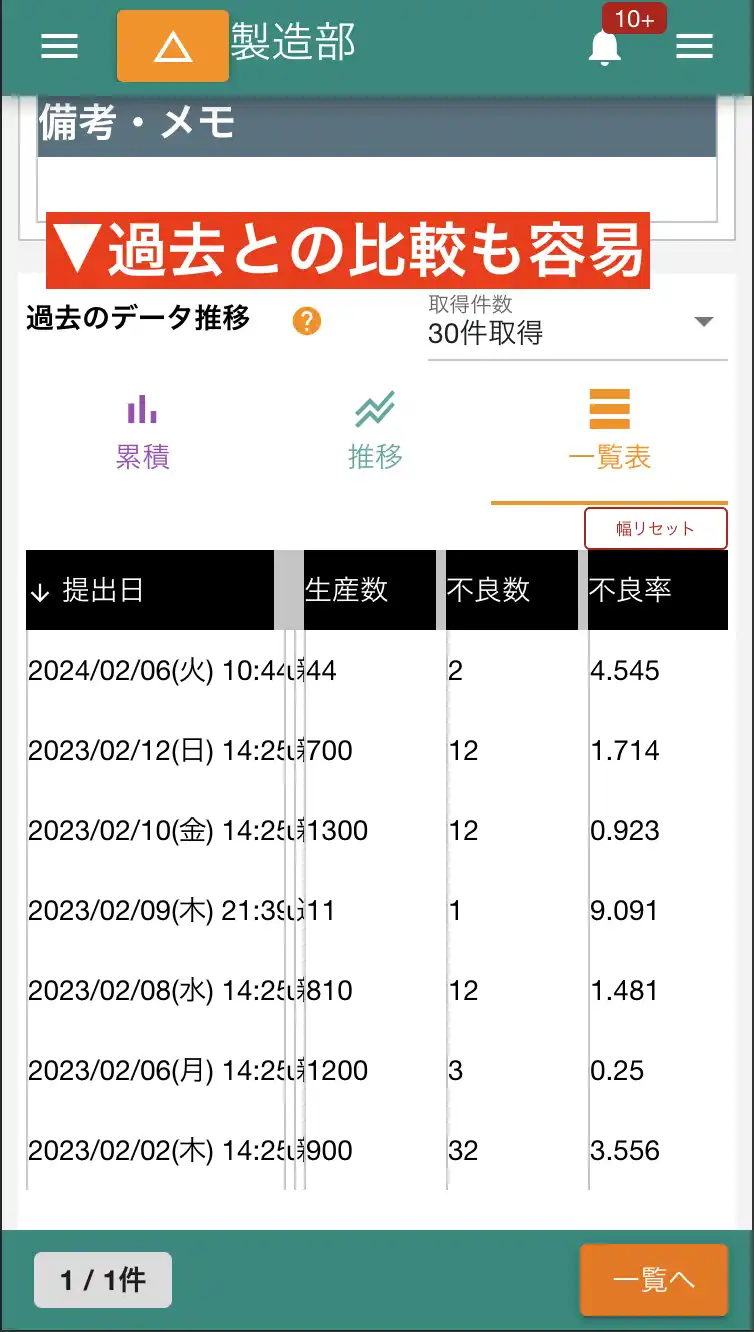 10+
製造部
備考・メモ
▼過去との比較も容易
過去のデータ推移 ?
取得件数
30件取得
累積 推移 一覧表
幅リセット
↓ 提出日 生産数 不良数 不良率
2024/02/06(火) 10:44 44 2 4.545
2023/02/12(日) 14:25 700 12 1.714
2023/02/10(金) 14:25 1300 12 0.923
2023/02/09(木) 21:39 11 1 9.091
2023/02/08(水) 14:25 810 12 1.481
2023/02/06(月) 14:25 1200 3 0.25
2023/02/02(木) 14:25 900 32 3.556
1 / 1件
一覧へ